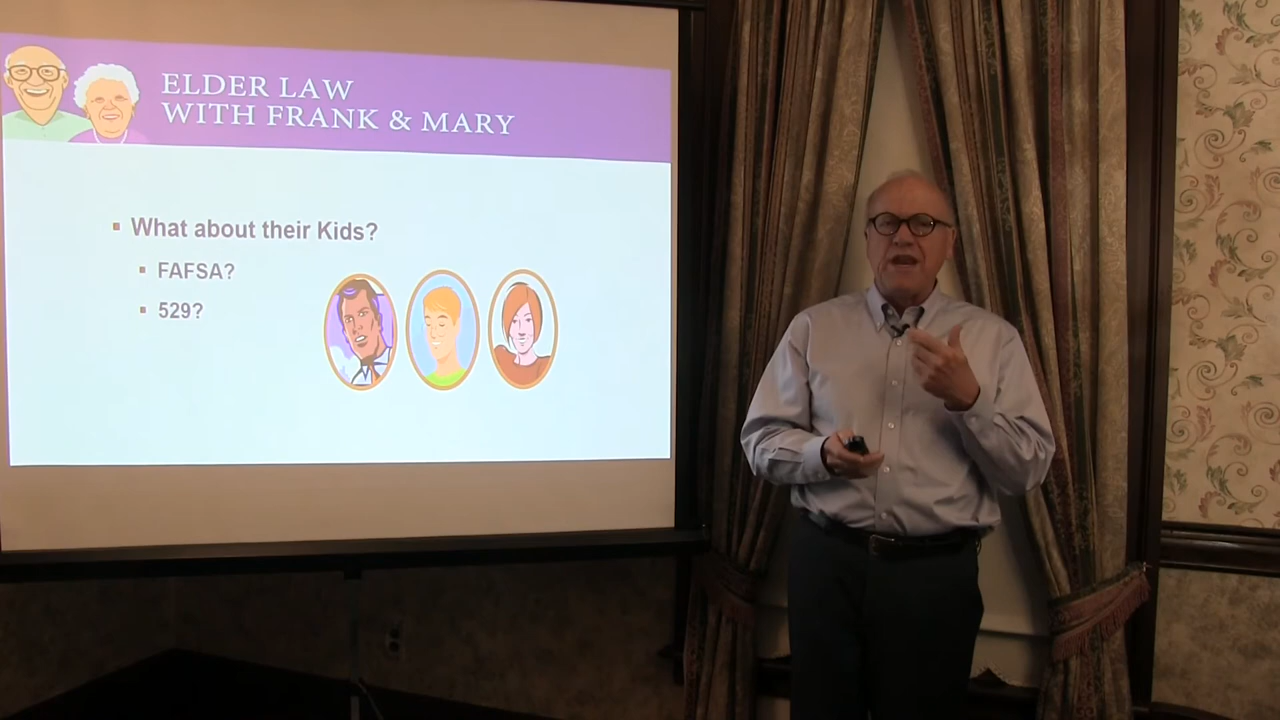 ELDER LAW
WITH FRANK & MARY
What about their Kids?
FAFSA?
529?